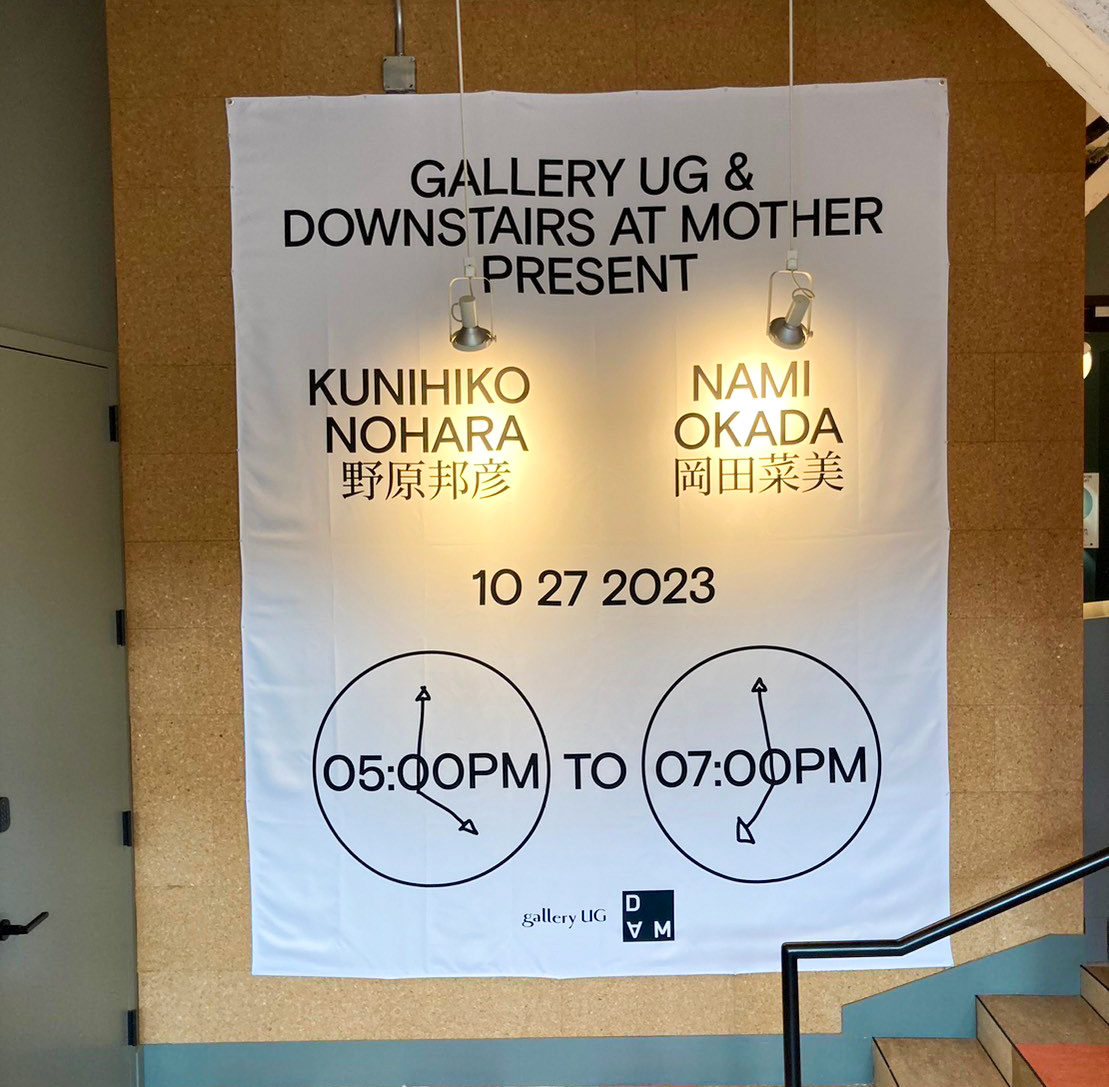 GALLERY UG &
DOWNSTAIRS AT MOTHER
PRESENT
KUNIHIKO
NOHARA
野原邦彦
NAMI
OKADA
岡田菜美
10 27 2023
05:00PM TO 07:00PM
gallery UG
D
∀ M